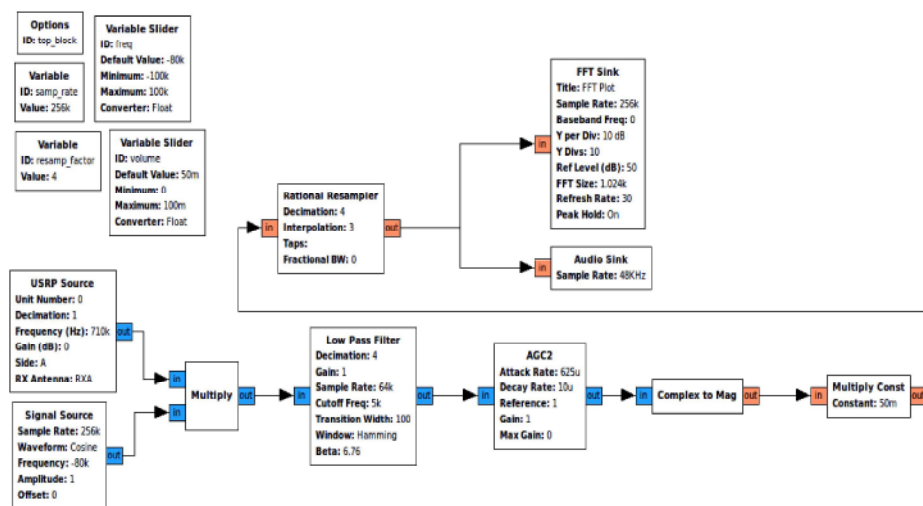 Options
ID: top_block
Variable Slider
ID: freq
Default Value: -80k
Minimum: -100k
Maximum: 100k
Converter: Float
Variable
ID: samp_rate
Value: 256k
Variable
ID: resamp_factor
Value: 4
Variable Slider
ID: volume
Default Value: 50m
Minimum: 0
Maximum: 100m
Converter: Float
FFT Sink
Title: FFT Plot
Sample Rate: 256k
Baseband Freq: 0
Y per Div: 10 dB
Y Divs: 10
Ref Level (dB): 50
FFT Size: 1.024k
Refresh Rate: 30
Peak Hold: On
in
Rational Resampler
Decimation: 4
Interpolation: 3
Taps:
Fractional BW: 0
in
out
Audio Sink
Sample Rate: 48KHz
in
USRP Source
Unit Number: 0
Decimation: 1
Frequency (Hz): 710k
Gain (dB): 0
Side: A
RX Antenna: RXA
out
Signal Source
Sample Rate: 256k
Waveform: Cosine
Frequency: -80k
Amplitude: 1
Offset: 0
out
in
in
Multiply
out
Low Pass Filter
Decimation: 4
Gain: 1
Sample Rate: 64k
Cutoff Freq: 5k
Transition Width: 100
Window: Hamming
Beta: 6.76
in
out
AGC2
Attack Rate: 625u
Decay Rate: 10u
Reference: 1
Gain: 1
Max Gain: 0
in
out
in
Complex to Mag
out
in
Multiply Const
Constant: 50m
out